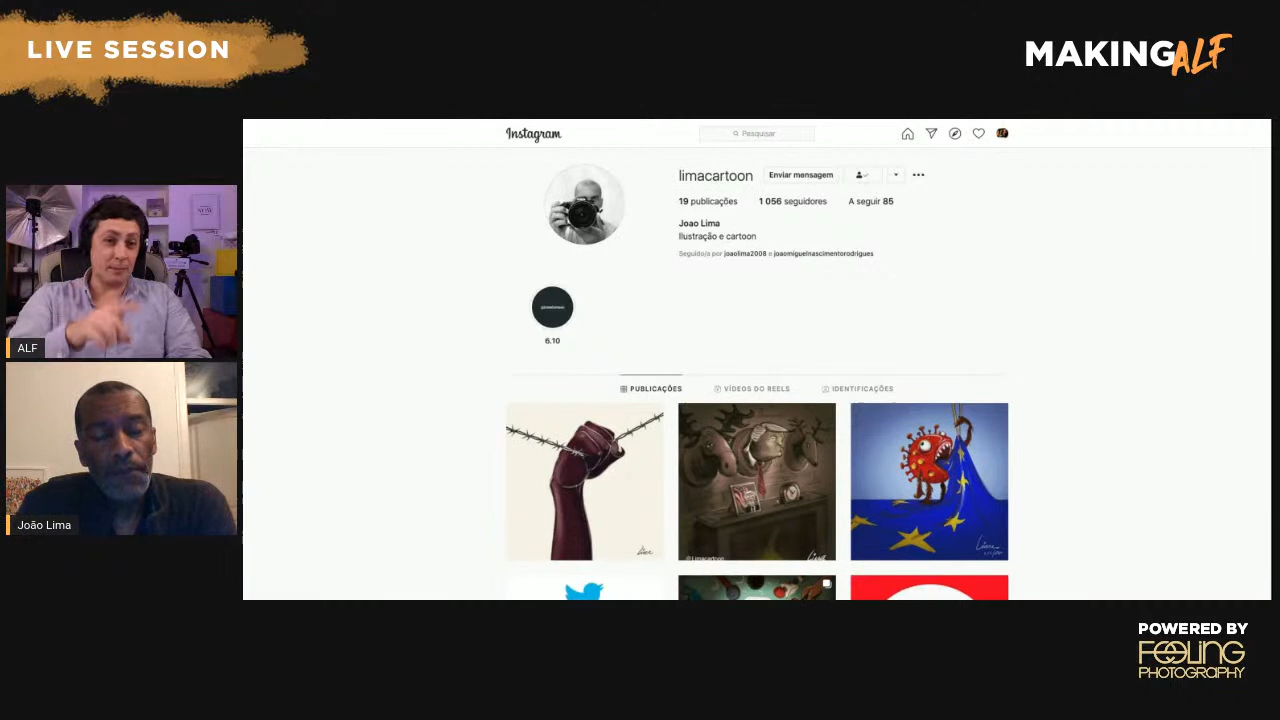 LIVE SESSION
MAKINGALF
Instagram
Pesquisar
limacartoon
Enviar mensagem
19 publicações
1 056 seguidores
A seguir 85
Joao Lima
Ilustração e cartoon
Seguido/a por joaolima2008 e joaomiguelnascimentorodrigues
6.10
PUBLICAÇÕES
VÍDEOS DO REELS
IDENTIFICAÇÕES
@Limacartoon
ALF
João Lima
POWERED BY
FEELING
PHOTOGRAPHY